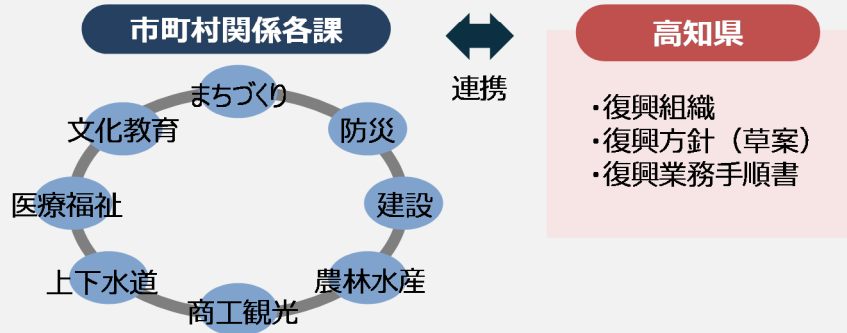 市町村関係各課
連携
高知県
まちづくり
防災
建設
農林水産
商工観光
上下水道
医療福祉
文化教育
・復興組織
・復興方針（草案）
・復興業務手順書